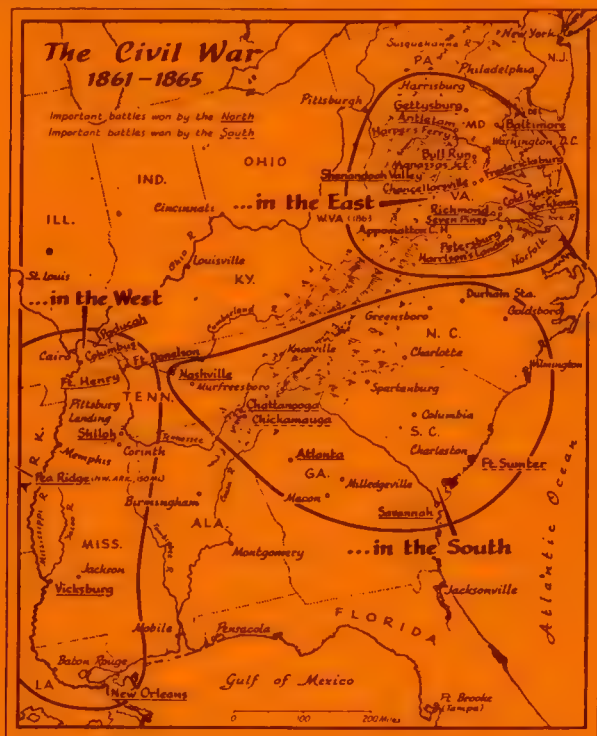 The Civil War
1861–1865
Important battles won by the North
Important battles won by the South
New York
Susquehanna R.
PA
N.J.
Philadelphia
Harrisburg
Pittsburgh
Gettysburg
Antietam
MD
DEL
Harpers Ferry
Baltimore
Washington D.C.
Bull Run
Manassas Jct.
Fredericksburg
Shenandoah Valley
Chancellorsville
VA.
...in the East
W.VA (1863)
Cold Harbor
Richmond
Yorktown
Seven Pines
Appomattox C.H.
Petersburg
Harrison's Landing
Norfolk
OHIO
IND.
ILL.
Cincinnati
Ohio R.
Louisville
St. Louis
KY.
...in the West
Paducah
Cumberland R.
Cairo
Columbus
Ft. Donelson
Ft. Henry
Nashville
Murfreesboro
Knoxville
Durham Sta.
Greensboro
Goldsboro
N. C.
Charlotte
Wilmington
TENN.
Pittsburg
Landing
Shiloh
Chattanooga
Chickamauga
Spartanburg
Columbia
S. C.
Charleston
Ft. Sumter
Tennessee
Memphis
Corinth
ARK.
Pea Ridge (N.W. ARK. 150 MI.)
Atlanta
GA.
Birmingham
Milledgeville
Macon
Savannah
Mississippi R.
Yazoo R.
ALA.
MISS.
Montgomery
...in the South
Jackson
Vicksburg
Jacksonville
Atlantic Ocean
FLORIDA
Mobile
Pensacola
Baton Rouge
LA.
New Orleans
Gulf of Mexico
Ft Brooke
(Tampa)
0 100 200 Miles